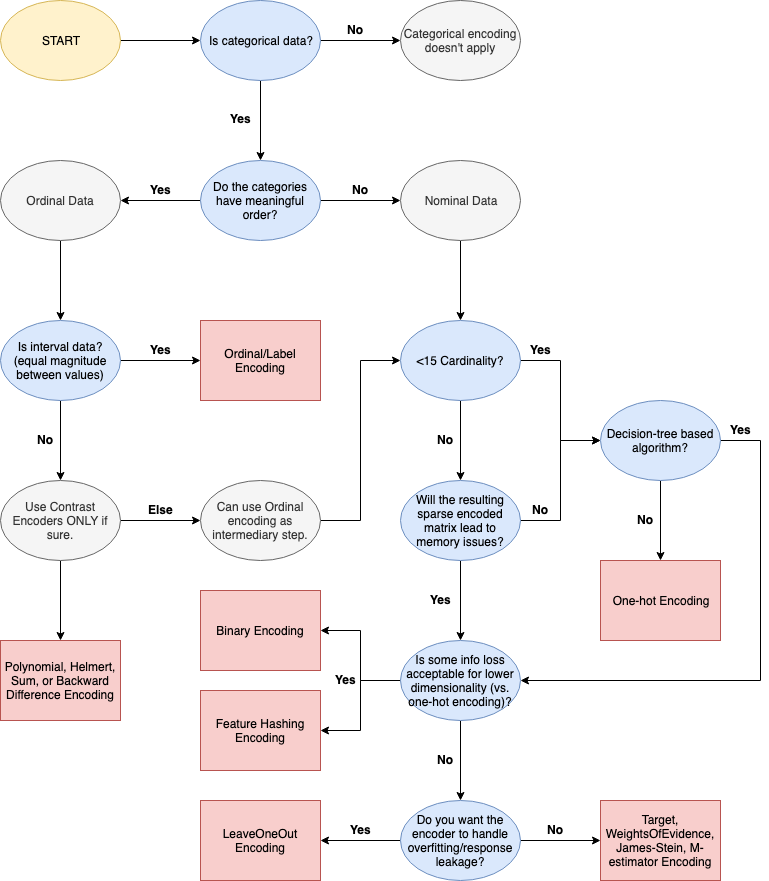 START
Is categorical data?
No
Categorical encoding
doesn't apply
Yes
Ordinal Data
Yes
Do the categories
have meaningful
order?
No
Nominal Data
Is interval data?
(equal magnitude
between values)
Yes
Ordinal/Label
Encoding
<15 Cardinality?
Yes
Decision-tree based
algorithm?
Yes
No
No
Use Contrast
Encoders ONLY if
sure.
Else
Can use Ordinal
encoding as
intermediary step.
Will the resulting
sparse encoded
matrix lead to
memory issues?
No
No
One-hot Encoding
Yes
Polynomial, Helmert,
Sum, or Backward
Difference Encoding
Binary Encoding
Yes
Feature Hashing
Encoding
Is some info loss
acceptable for lower
dimensionality (vs.
one-hot encoding)?
No
LeaveOneOut
Encoding
Yes
Do you want the
encoder to handle
overfitting/response
leakage?
No
Target,
WeightsOfEvidence,
James-Stein, M-
estimator Encoding